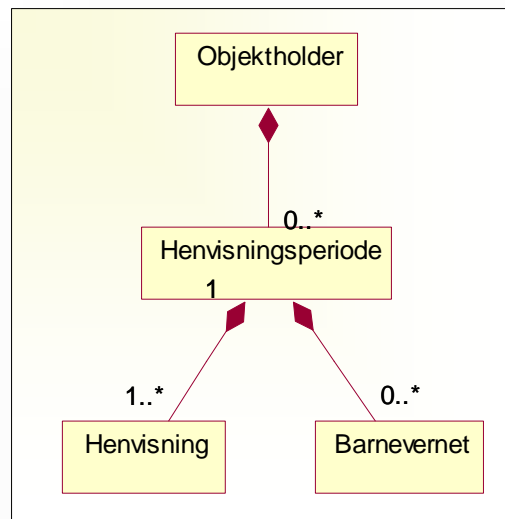 Objektholder
0..*
Henvisningsperiode
1
1..*
0..*
Henvisning
Barnevernet